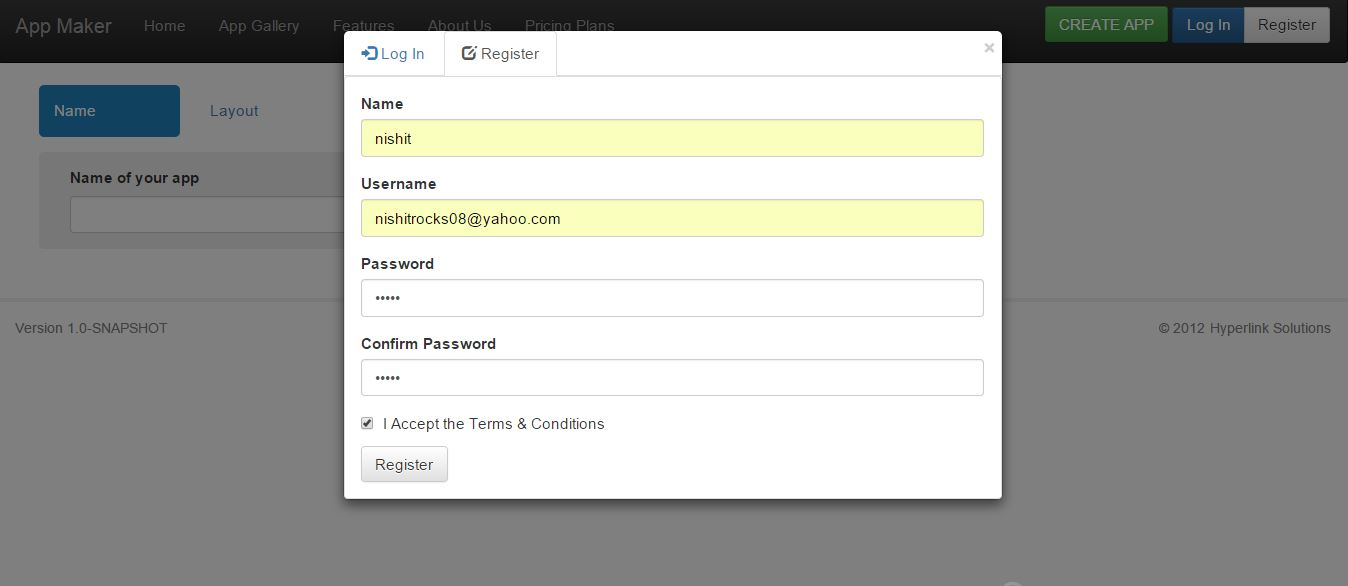 App Maker Home App Gallery Features About Us Pricing Plans CREATE APP Log In Register
Log In Register ×
Name Layout
Name
nishit
Name of your app
Username
nishitrocks08@yahoo.com
Password
•••••
Confirm Password
•••••
I Accept the Terms & Conditions
Register
Version 1.0-SNAPSHOT © 2012 Hyperlink Solutions